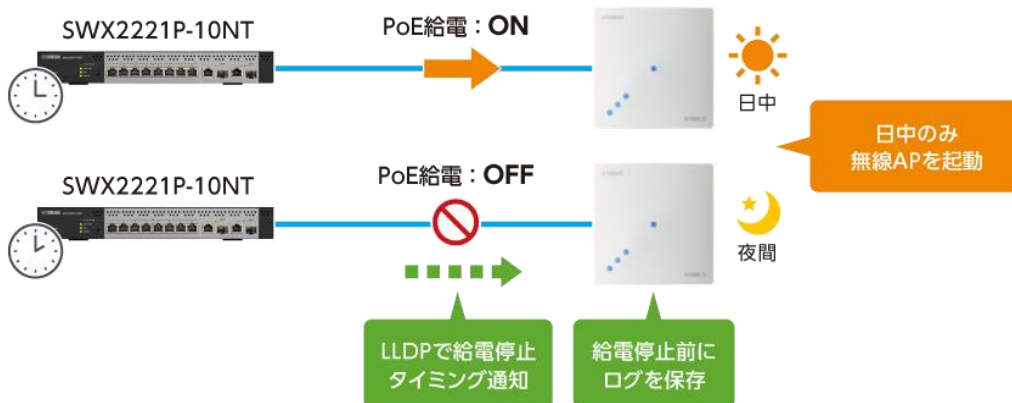 SWX2221P-10NT
PoE給電：ON
日中
日中のみ
無線APを起動
SWX2221P-10NT
PoE給電：OFF
夜間
LLDPで給電停止
タイミング通知
給電停止前に
ログを保存